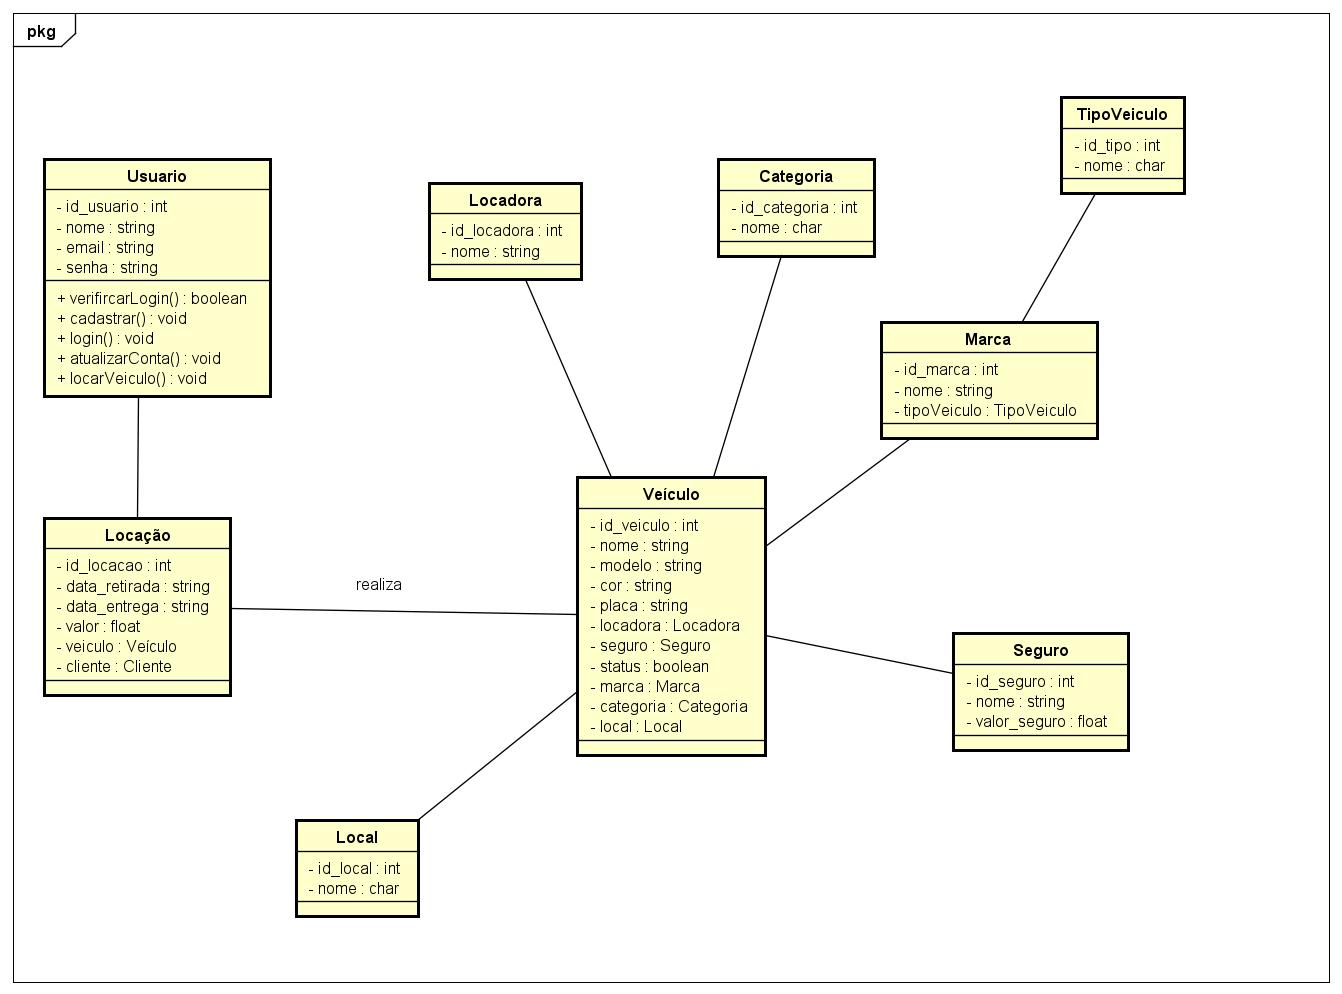 pkg
TipoVeiculo
- id_tipo : int
- nome : char
Usuario
- id_usuario : int
- nome : string
- email : string
- senha : string
+ verifircarLogin() : boolean
+ cadastrar() : void
+ login() : void
+ atualizarConta() : void
+ locarVeiculo() : void
Locadora
- id_locadora : int
- nome : string
Categoria
- id_categoria : int
- nome : char
Marca
- id_marca : int
- nome : string
- tipoVeiculo : TipoVeiculo
Locação
- id_locacao : int
- data_retirada : string
- data_entrega : string
- valor : float
- veiculo : Veículo
- cliente : Cliente
realiza
Veículo
- id_veiculo : int
- nome : string
- modelo : string
- cor : string
- placa : string
- locadora : Locadora
- seguro : Seguro
- status : boolean
- marca : Marca
- categoria : Categoria
- local : Local
Seguro
- id_seguro : int
- nome : string
- valor_seguro : float
Local
- id_local : int
- nome : char